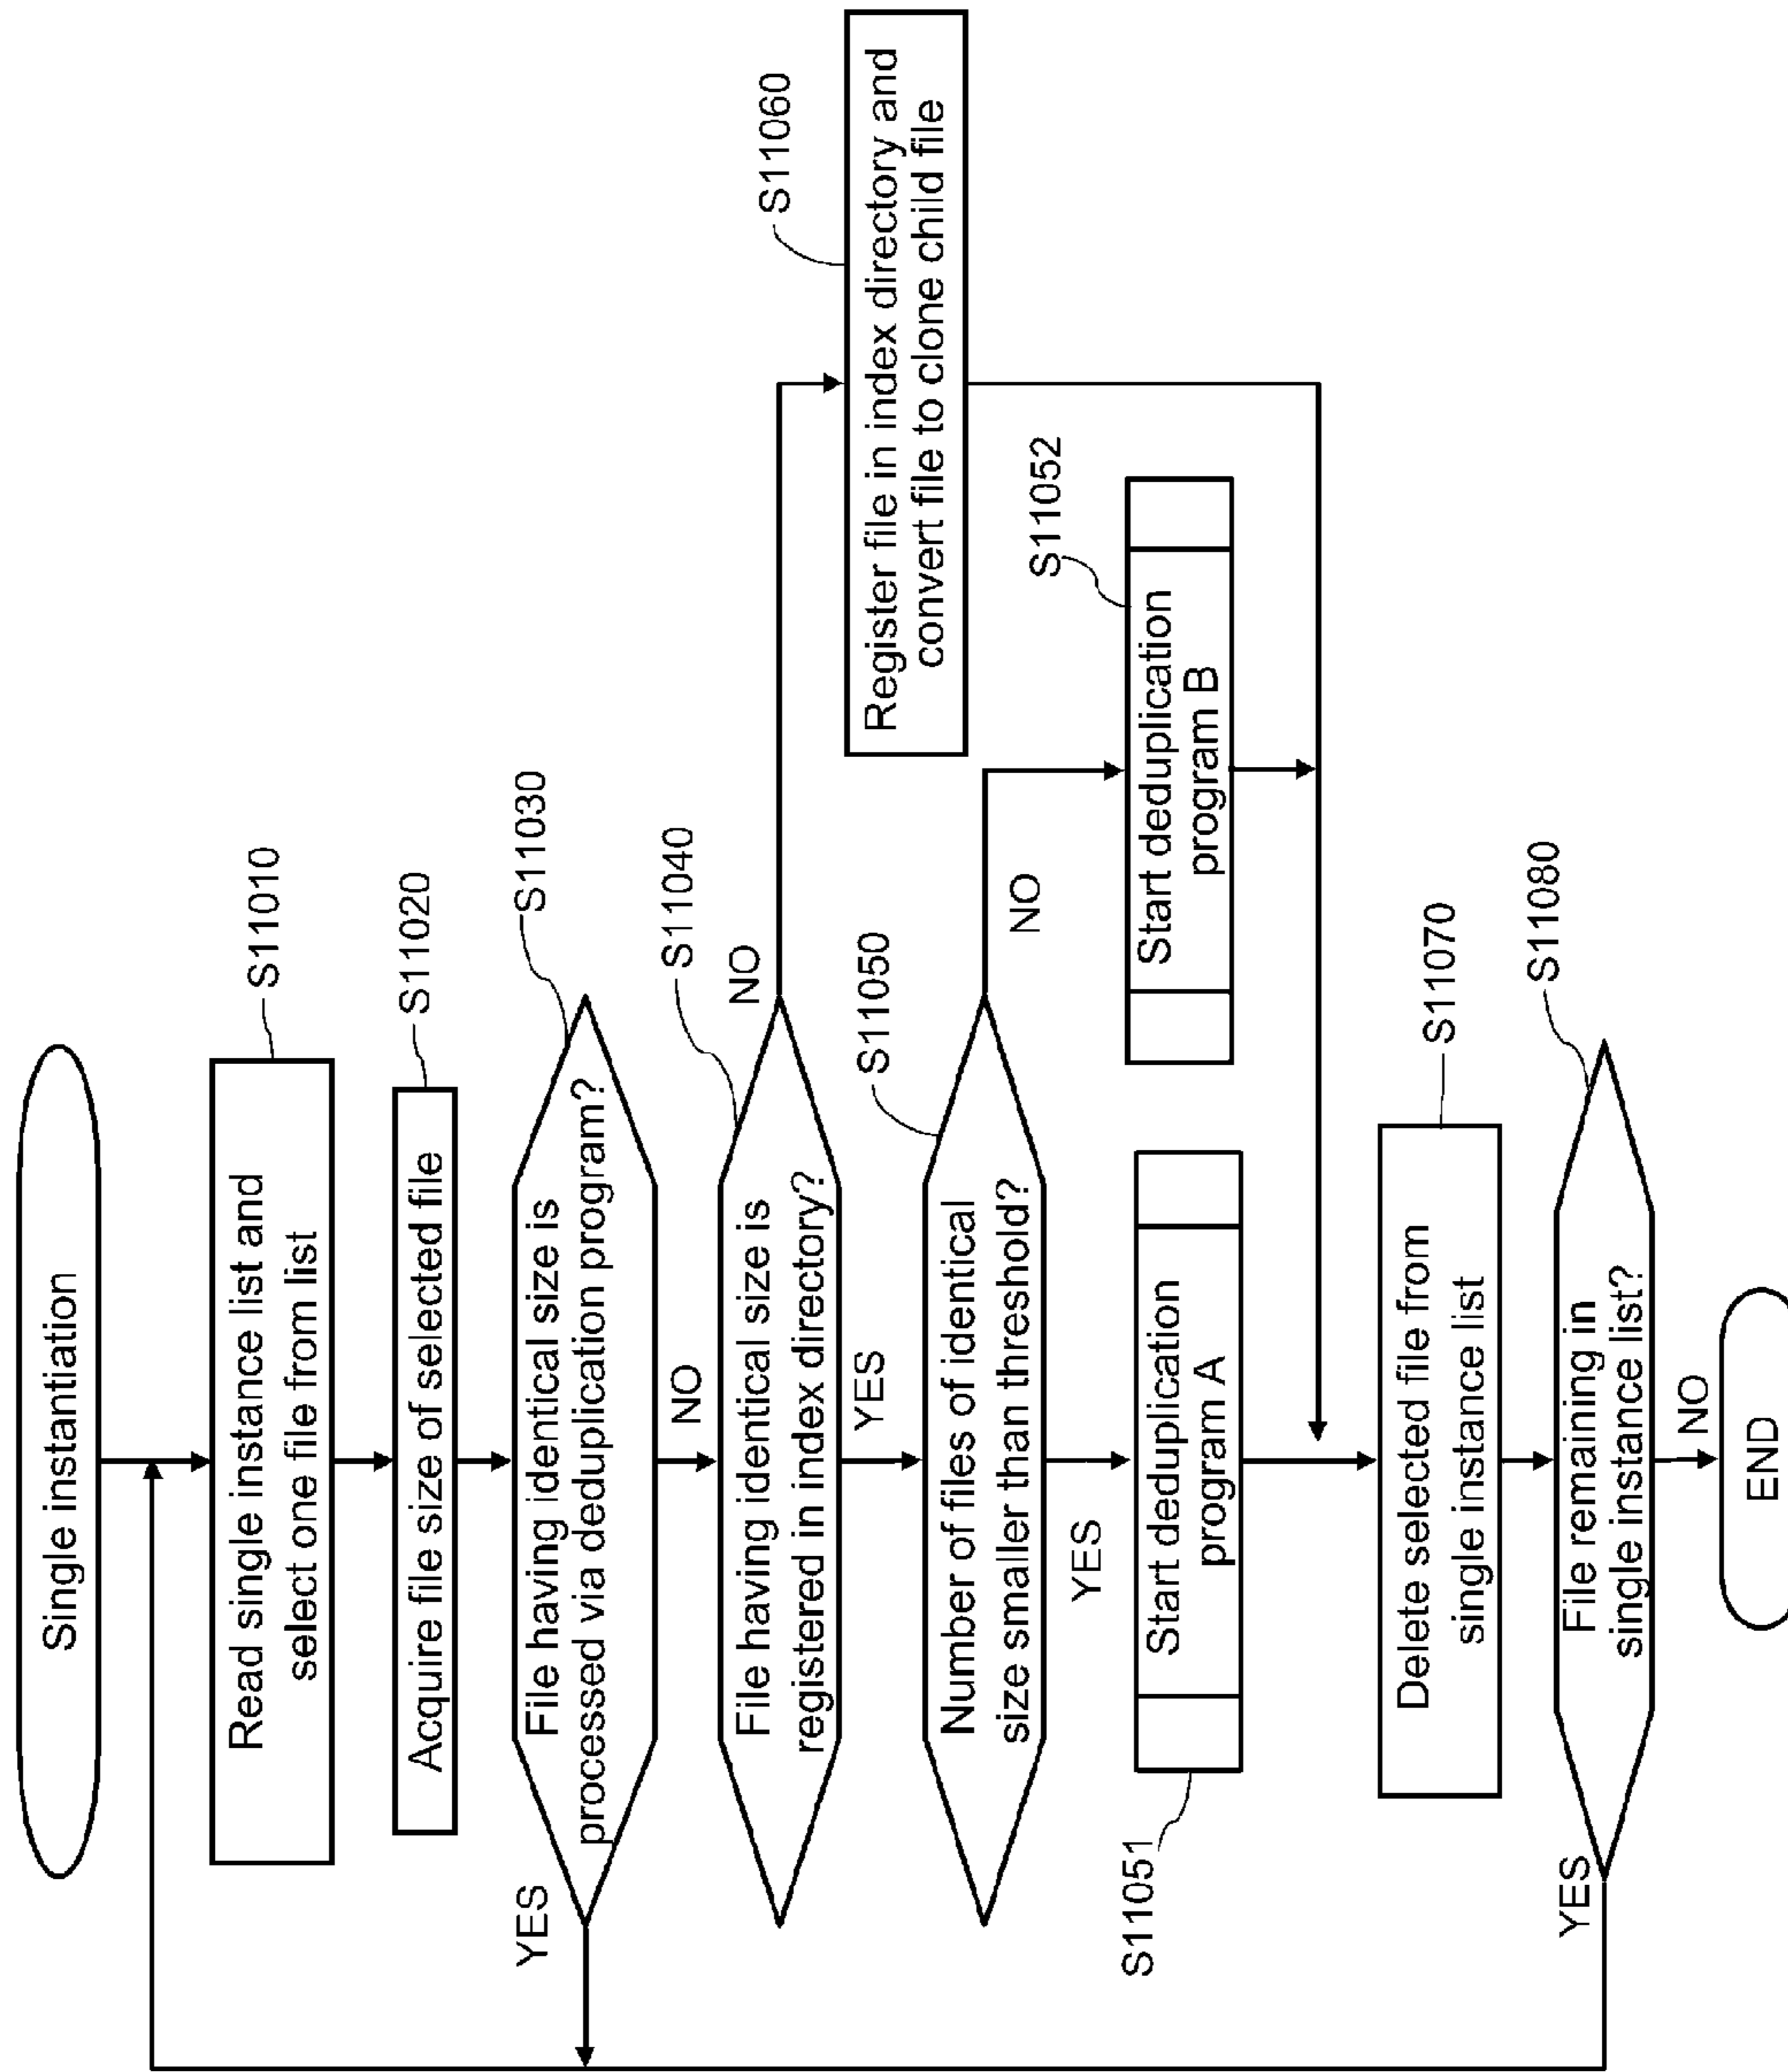 Single instantiation
Read single instance list and
select one file from list
S11010
Acquire file size of selected file
S11020
File having identical size is
processed via deduplication program?
S11030
YES
NO
File having identical size is
registered in index directory?
S11040
NO
YES
Register file in index directory and
convert file to clone child file
S11060
Number of files of identical
size smaller than threshold?
S11050
NO
YES
Start deduplication
program A
S11051
Start deduplication
program B
S11052
Delete selected file from
single instance list
S11070
File remaining in
single instance list?
S11080
YES
NO
END